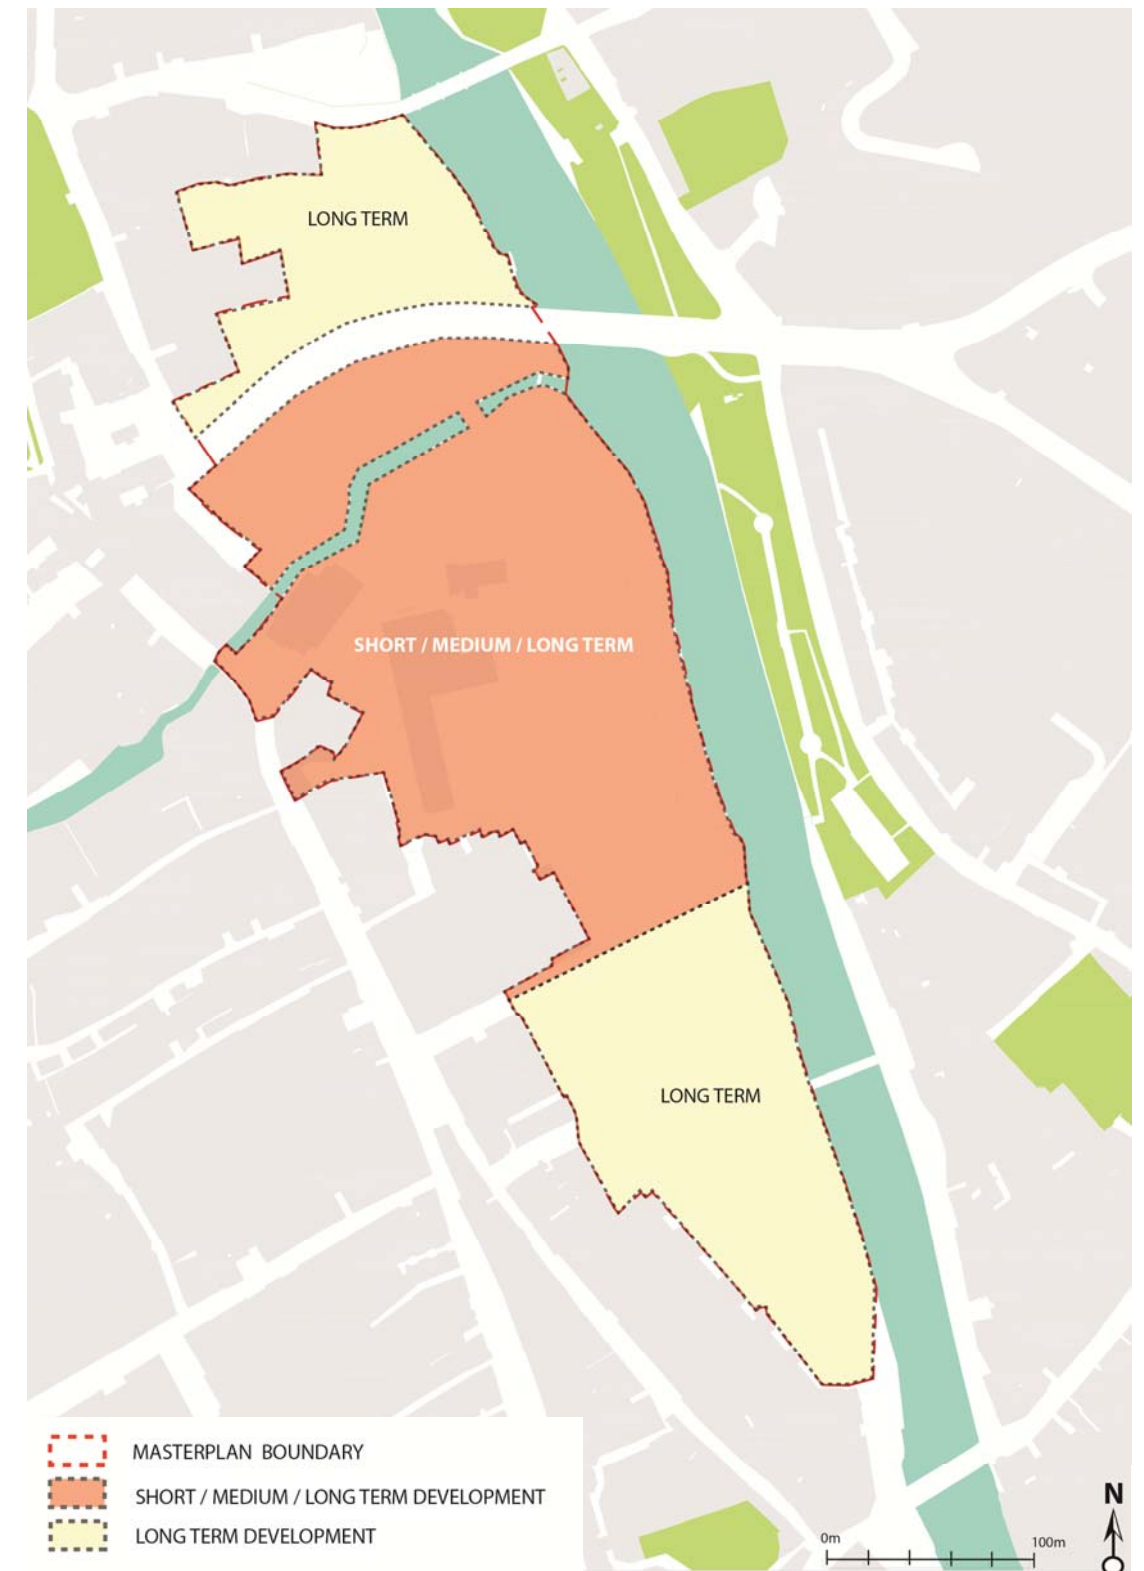 LONG TERM
SHORT / MEDIUM / LONG TERM
LONG TERM
MASTERPLAN BOUNDARY
SHORT / MEDIUM / LONG TERM DEVELOPMENT
LONG TERM DEVELOPMENT
0m 100m
N